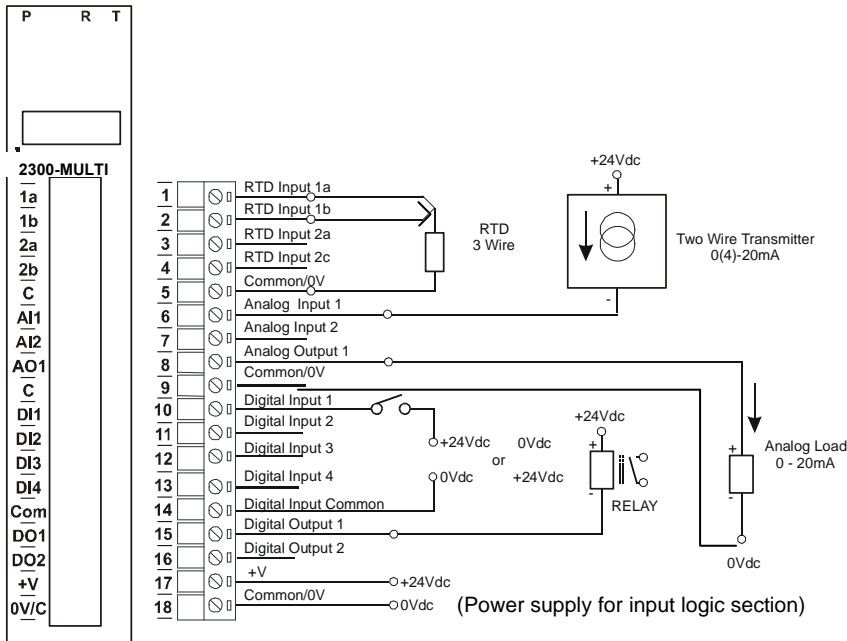 P R T
2300-MULTI
1a
1b
2a
2b
C
AI1
AI2
AO1
C
DI1
DI2
DI3
DI4
Com
DO1
DO2
+V
0V/C
1 RTD Input 1a
2 RTD Input 1b
3 RTD Input 2a
4 RTD Input 2c
5 Common/0V
6 Analog Input 1
7 Analog Input 2
8 Analog Output 1
9 Common/0V
10 Digital Input 1
11 Digital Input 2
12 Digital Input 3
13 Digital Input 4
14 Digital Input Common
15 Digital Output 1
16 Digital Output 2
17 +V
18 Common/0V
RTD
3 Wire
+24Vdc
+
-
Two Wire Transmitter
0(4)-20mA
+24Vdc 0Vdc
or
0Vdc +24Vdc
+24Vdc
+
-
RELAY
+
-
Analog Load
0 - 20mA
0Vdc
+24Vdc
0Vdc
(Power supply for input logic section)